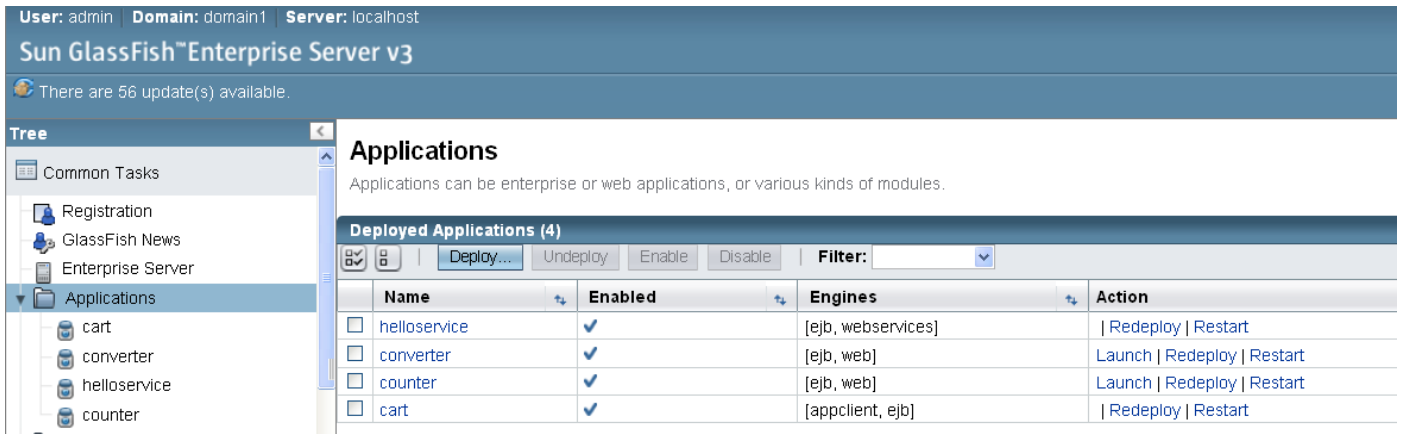 User: admin Domain: domain1 Server: localhost
Sun GlassFish™ Enterprise Server v3
There are 56 update(s) available.
Tree
Common Tasks
Registration
GlassFish News
Enterprise Server
Applications
cart
converter
helloservice
counter
Applications
Applications can be enterprise or web applications, or various kinds of modules.
Deployed Applications (4)
| Deploy... Undeploy Enable Disable | Filter:
Name Enabled Engines Action
helloservice [ejb, webservices] | Redeploy | Restart
converter [ejb, web] Launch | Redeploy | Restart
counter [ejb, web] Launch | Redeploy | Restart
cart [appclient, ejb] | Redeploy | Restart